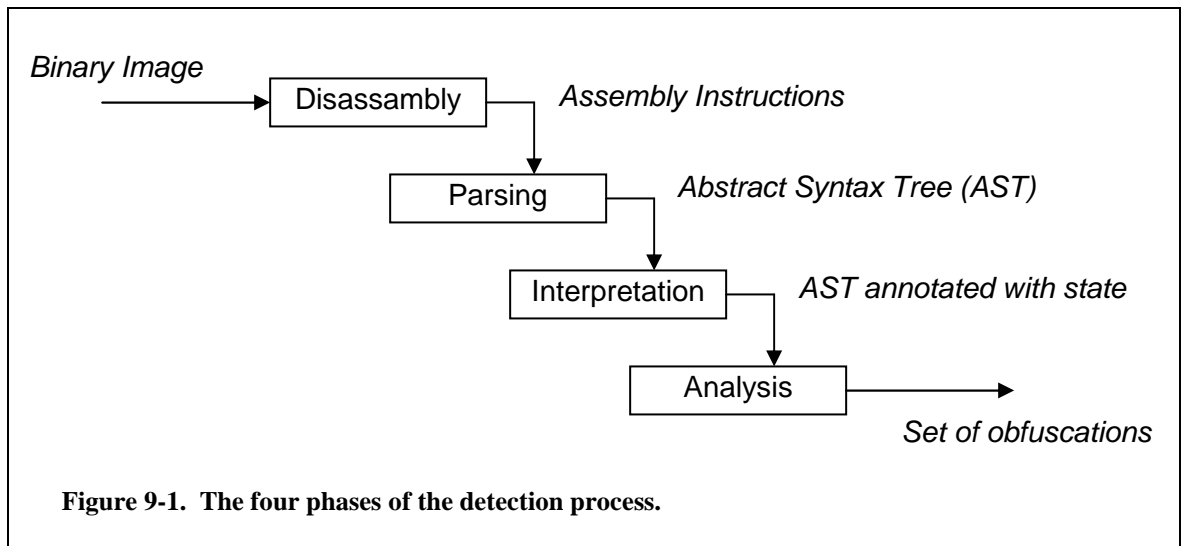 Binary Image
Disassambly
Assembly Instructions
Parsing
Abstract Syntax Tree (AST)
Interpretation
AST annotated with state
Analysis
Set of obfuscations
Figure 9-1. The four phases of the detection process.